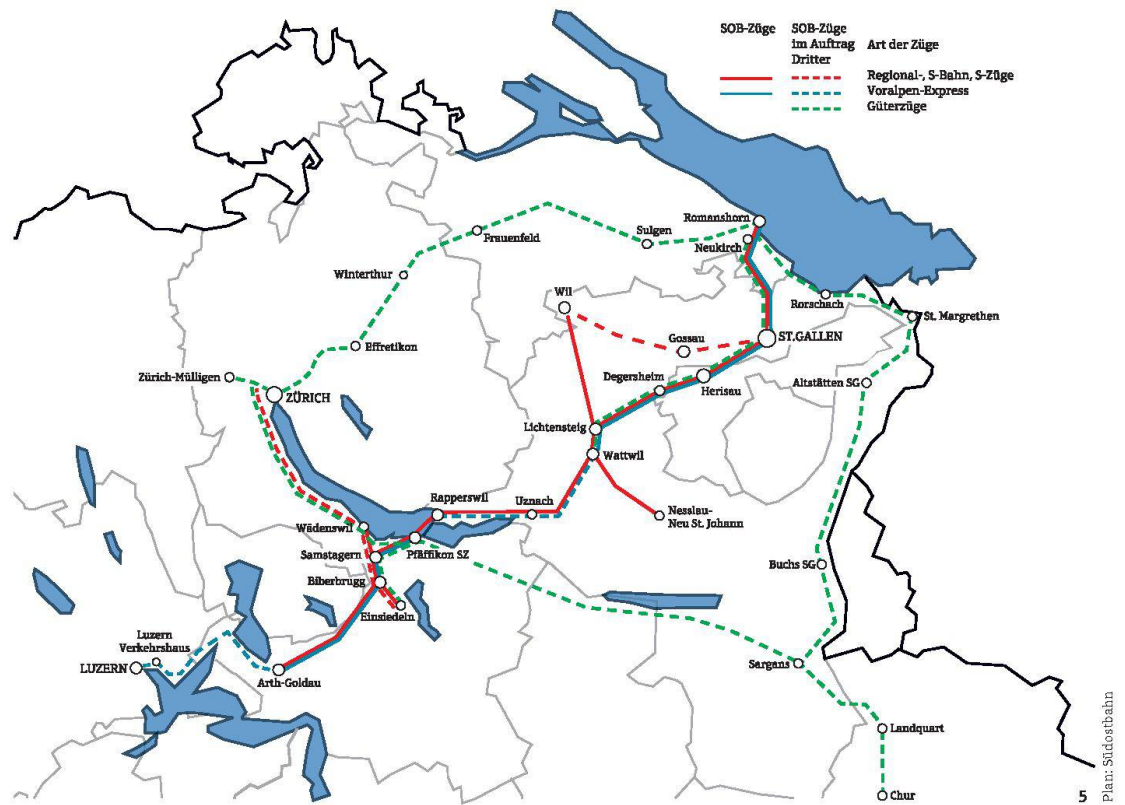 SOB-Züge
SOB-Züge
im Auftrag
Dritter
Art der Züge
Regional-, S-Bahn, S-Züge
Voralpen-Express
Güterzüge
Romanshorn
Neukirch
Sulgen
Frauenfeld
Winterthur
Effretikon
Zürich-Mülligen
ZÜRICH
Wil
Gossau
ST.GALLEN
Rorschach
St. Margrethen
Degersheim
Herisau
Altstätten SG
Lichtensteig
Wattwil
Rapperswil
Uznach
Nesslau-
Neu St. Johann
Wädenswil
Samstagern
Pfäffikon SZ
Biberbrugg
Einsiedeln
Buchs SG
Luzern
Verkehrshaus
LUZERN
Arth-Goldau
Sargans
Landquart
Chur
5
Plan: Südostbahn